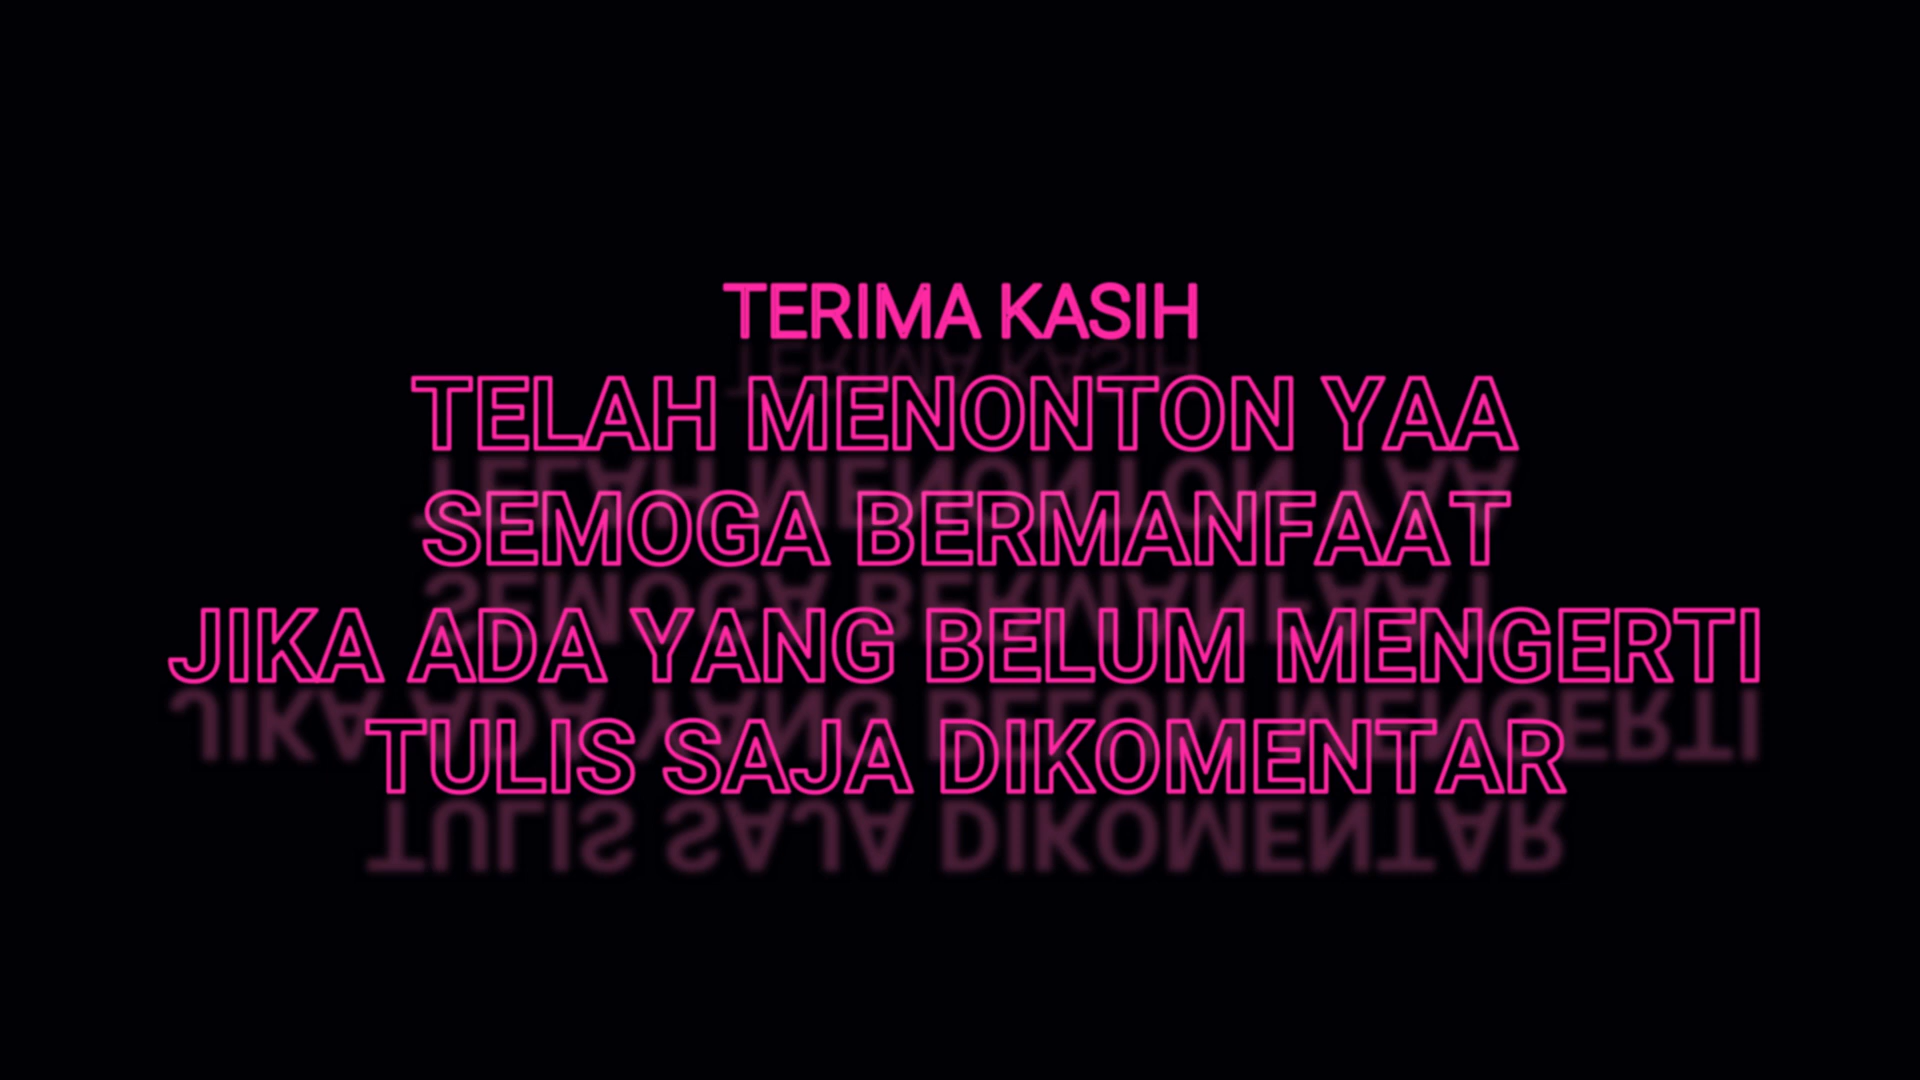 TERIMA KASIH
TELAH MENONTON YAA
SEMOGA BERMANFAAT
JIKA ADA YANG BELUM MENGERTI
TULIS SAJA DIKOMENTAR